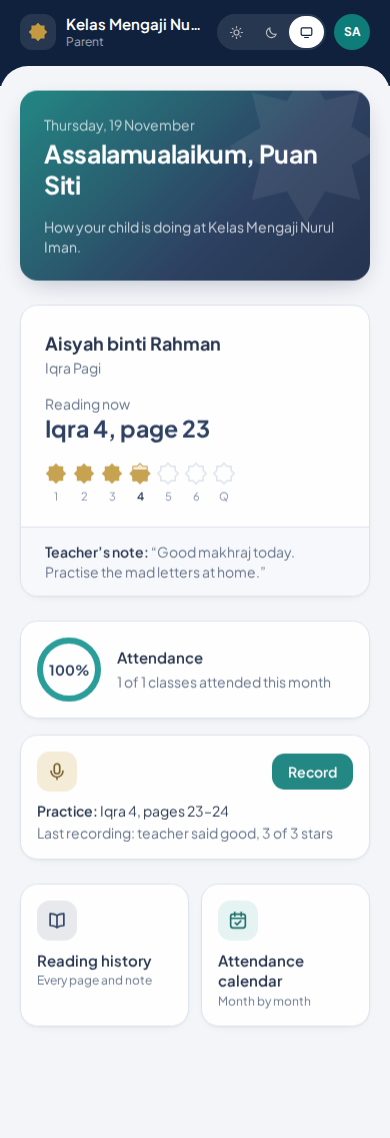 Kelas Mengaji Nu...
Parent
SA
Thursday, 19 November
Assalamualaikum, Puan
Siti
How your child is doing at Kelas Mengaji Nurul
Iman.
Aisyah binti Rahman
Iqra Pagi
Reading now
Iqra 4, page 23
1 2 3 4 5 6 Q
Teacher's note: “Good makhraj today.
Practise the mad letters at home.”
100%
Attendance
1 of 1 classes attended this month
Record
Practice: Iqra 4, pages 23–24
Last recording: teacher said good, 3 of 3 stars
Reading history
Every page and note
Attendance
calendar
Month by month